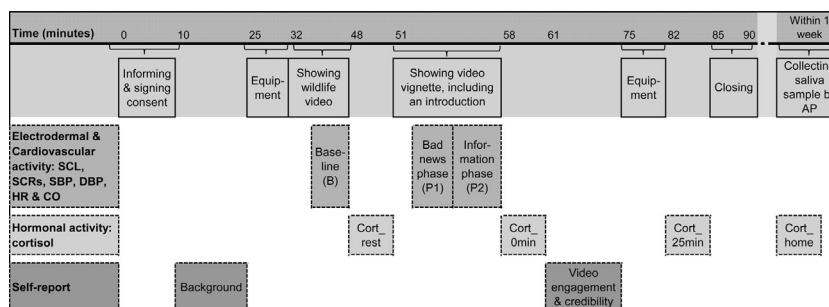 Time (minutes) 0 10 25 32 48 51 58 61 75 82 85 90 Within 1
week
Informing
& signing
consent
Equip-
ment
Showing
wildlife
video
Showing video
vignette, including
an introduction
Equip-
ment
Closing
Collectin
saliva
sample b
AP
Electrodermal &
Cardiovascular
activity: SCL,
SCRs, SBP, DBP,
HR & CO
Base-
line
(B)
Bad
news
phase
(P1)
Infor-
mation
phase
(P2)
Hormonal activity:
cortisol
Cort_
rest
Cort_
0min
Cort_
25min
Cort_
home
Self-report
Background
Video
engagement
& credibility